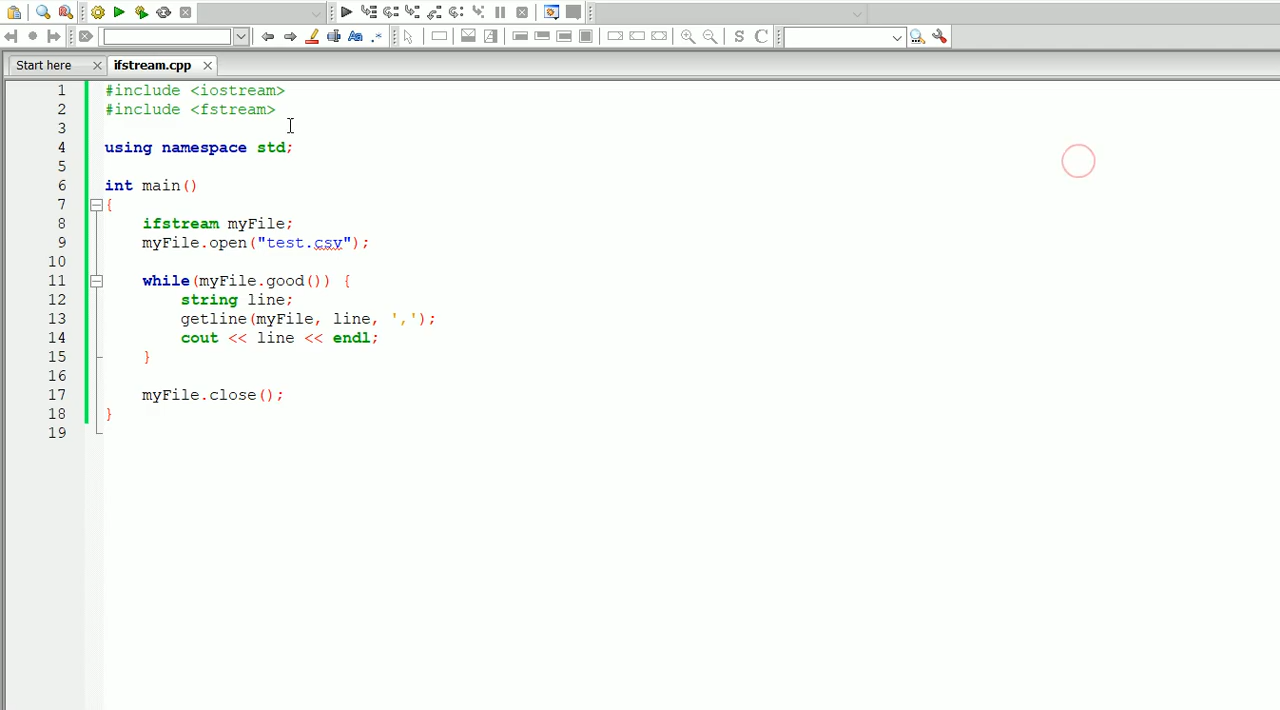 Start here
ifstream.cpp
1 #include <iostream>
2 #include <fstream>
3
4 using namespace std;
5
6 int main()
7 {
8 ifstream myFile;
9 myFile.open("test.csv");
10
11 while(myFile.good()) {
12 string line;
13 getline(myFile, line, ',');
14 cout << line << endl;
15 }
16
17 myFile.close();
18 }
19